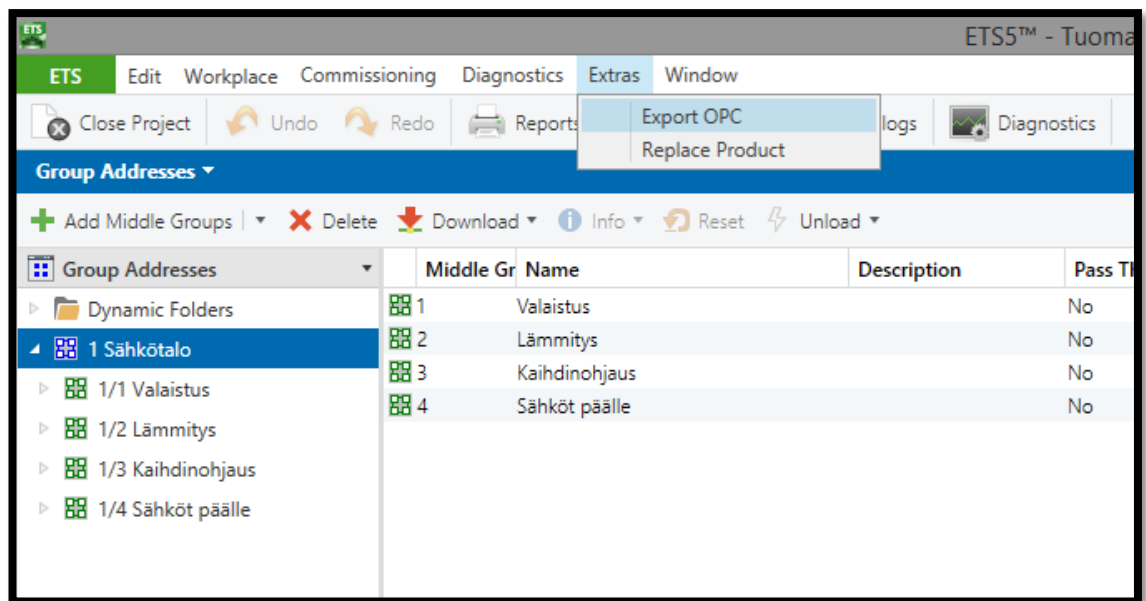 ETS
ETS5™ - Tuoma
ETS Edit Workplace Commissioning Diagnostics Extras Window
Close Project Undo Redo Reports Export OPC logs Diagnostics
Replace Product
Group Addresses
Add Middle Groups Delete Download Info Reset Unload
Group Addresses Middle Gr Name Description Pass Th
Dynamic Folders 1 Valaistus No
1 Sähkötalo 2 Lämmitys No
1/1 Valaistus 3 Kaihdinohjaus No
1/2 Lämmitys 4 Sähköt päälle No
1/3 Kaihdinohjaus
1/4 Sähköt päälle